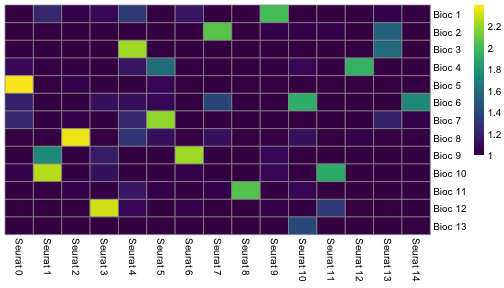 Bioc 1
Bioc 2
Bioc 3
Bioc 4
Bioc 5
Bioc 6
Bioc 7
Bioc 8
Bioc 9
Bioc 10
Bioc 11
Bioc 12
Bioc 13
2.2
2
1.8
1.6
1.4
1.2
1
Seurat 0
Seurat 1
Seurat 2
Seurat 3
Seurat 4
Seurat 5
Seurat 6
Seurat 7
Seurat 8
Seurat 9
Seurat 10
Seurat 11
Seurat 12
Seurat 13
Seurat 14